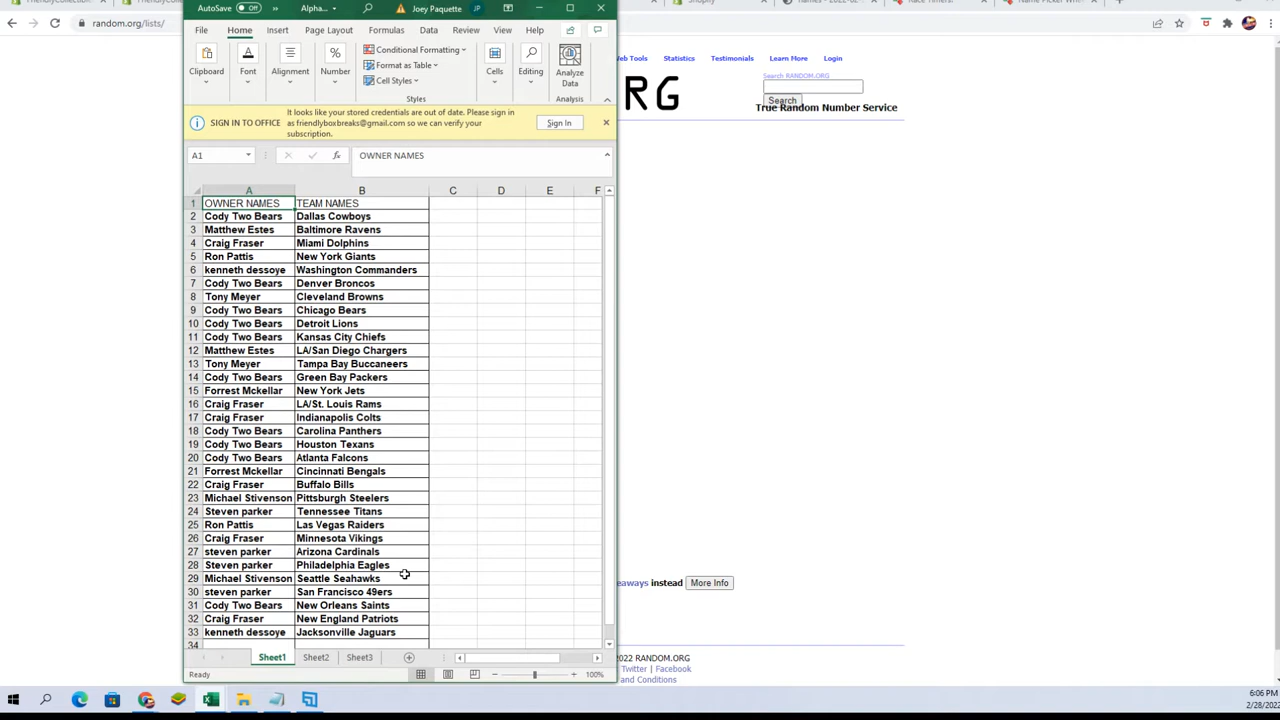 AutoSave Off Alpha... Joey Paquette JP
random.org/lists/
File Home Insert Page Layout Formulas Data Review View Help
Clipboard Font Alignment Number Conditional Formatting Format as Table Cell Styles Styles Cells Editing Analyze Data Analysis
SIGN IN TO OFFICE It looks like your stored credentials are out of date. Please sign in as friendlyboxbreaks@gmail.com so we can verify your subscription. Sign In
A1 fx OWNER NAMES
A B C D E F
1 OWNER NAMES TEAM NAMES
2 Cody Two Bears Dallas Cowboys
3 Matthew Estes Baltimore Ravens
4 Craig Fraser Miami Dolphins
5 Ron Pattis New York Giants
6 kenneth dessoye Washington Commanders
7 Cody Two Bears Denver Broncos
8 Tony Meyer Cleveland Browns
9 Cody Two Bears Chicago Bears
10 Cody Two Bears Detroit Lions
11 Cody Two Bears Kansas City Chiefs
12 Matthew Estes LA/San Diego Chargers
13 Tony Meyer Tampa Bay Buccaneers
14 Cody Two Bears Green Bay Packers
15 Forrest Mckellar New York Jets
16 Craig Fraser LA/St. Louis Rams
17 Craig Fraser Indianapolis Colts
18 Cody Two Bears Carolina Panthers
19 Cody Two Bears Houston Texans
20 Cody Two Bears Atlanta Falcons
21 Forrest Mckellar Cincinnati Bengals
22 Craig Fraser Buffalo Bills
23 Michael Stivenson Pittsburgh Steelers
24 Steven parker Tennessee Titans
25 Ron Pattis Las Vegas Raiders
26 Craig Fraser Minnesota Vikings
27 steven parker Arizona Cardinals
28 Steven parker Philadelphia Eagles
29 Michael Stivenson Seattle Seahawks
30 steven parker San Francisco 49ers
31 Cody Two Bears New Orleans Saints
32 Craig Fraser New England Patriots
33 kenneth dessoye Jacksonville Jaguars
34
Sheet1 Sheet2 Sheet3
Ready 100%
Web Tools Statistics Testimonials Learn More Login
Search RANDOM.ORG
Search
RG
True Random Number Service
eaways instead More Info
2022 RANDOM.ORG
Twitter | Facebook
and Conditions
6:06 PM
2/28/202